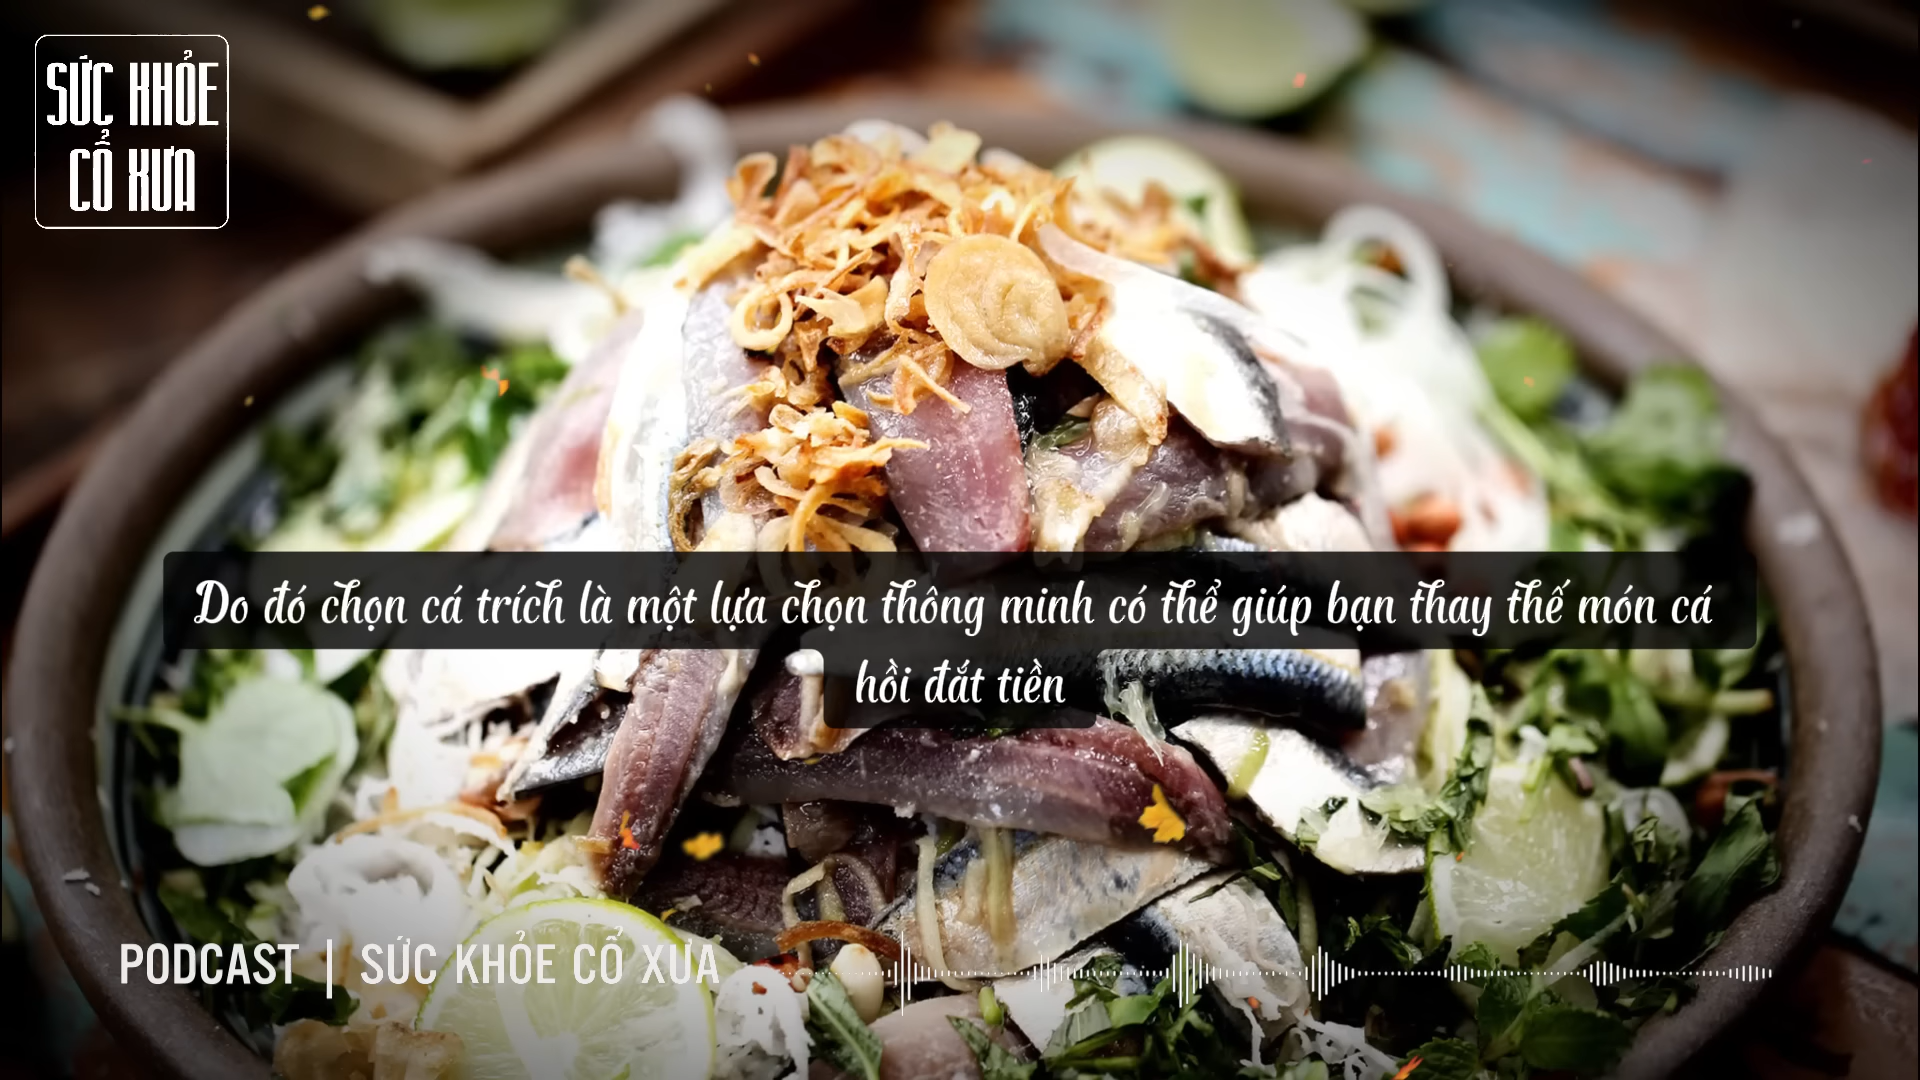 SỨC KHỎE
CỔ XƯA
Do đó chọn cá trích là một lựa chọn thông minh có thể giúp bạn thay thế món cá
hồi đắt tiền
PODCAST | SỨC KHỎE CỔ XƯA